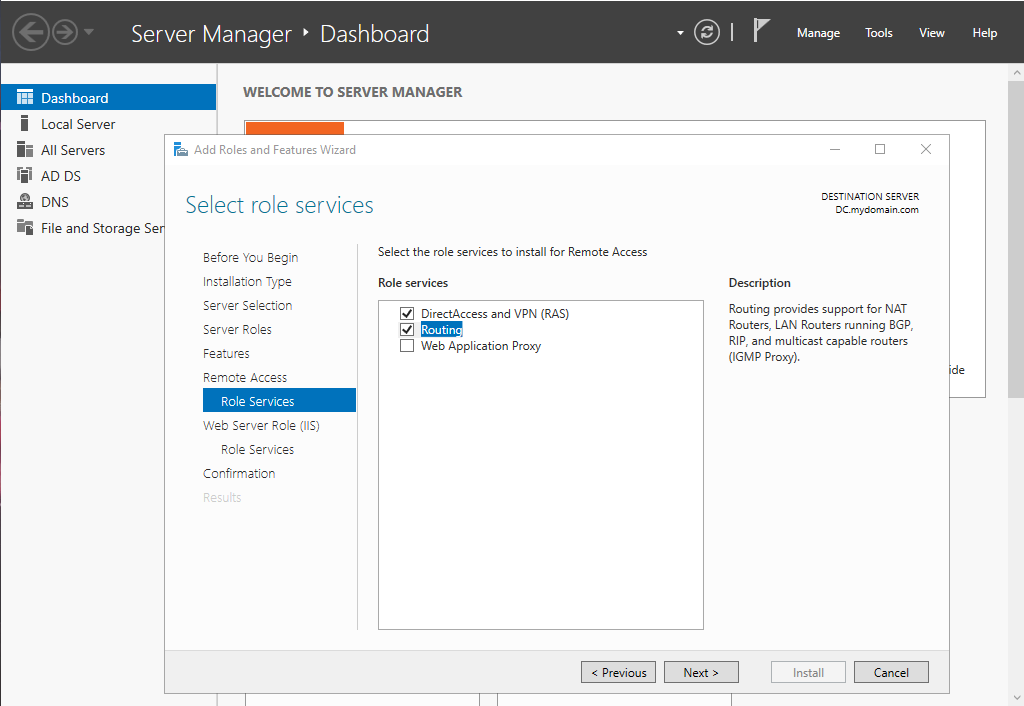 Server Manager ‣ Dashboard
Manage Tools View Help
Dashboard
Local Server
All Servers
AD DS
DNS
File and Storage Ser
WELCOME TO SERVER MANAGER
Add Roles and Features Wizard
Select role services
DESTINATION SERVER
DC.mydomain.com
Before You Begin
Installation Type
Server Selection
Server Roles
Features
Remote Access
Role Services
Web Server Role (IIS)
Role Services
Confirmation
Results
Select the role services to install for Remote Access
Role services
DirectAccess and VPN (RAS)
Routing
Web Application Proxy
Description
Routing provides support for NAT
Routers, LAN Routers running BGP,
RIP, and multicast capable routers
(IGMP Proxy).
ide
< Previous
Next >
Install
Cancel